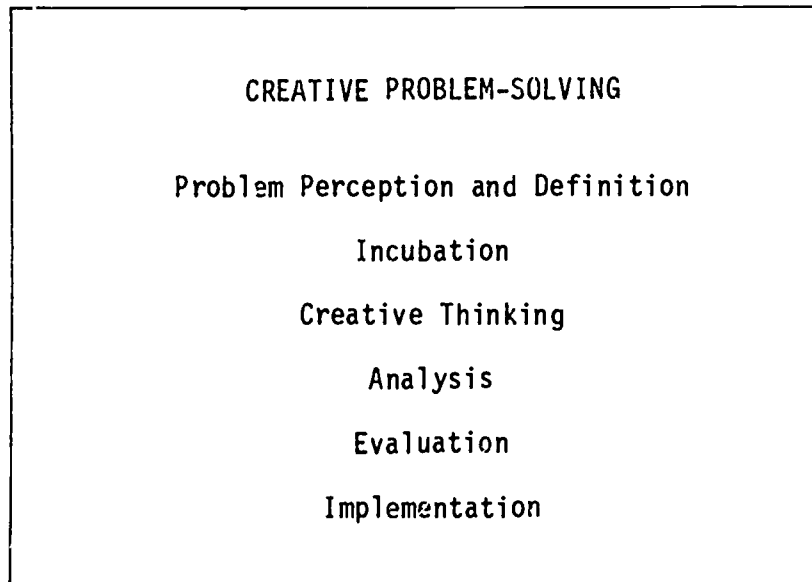 CREATIVE PROBLEM-SOLVING
Problem Perception and Definition
Incubation
Creative Thinking
Analysis
Evaluation
Implementation